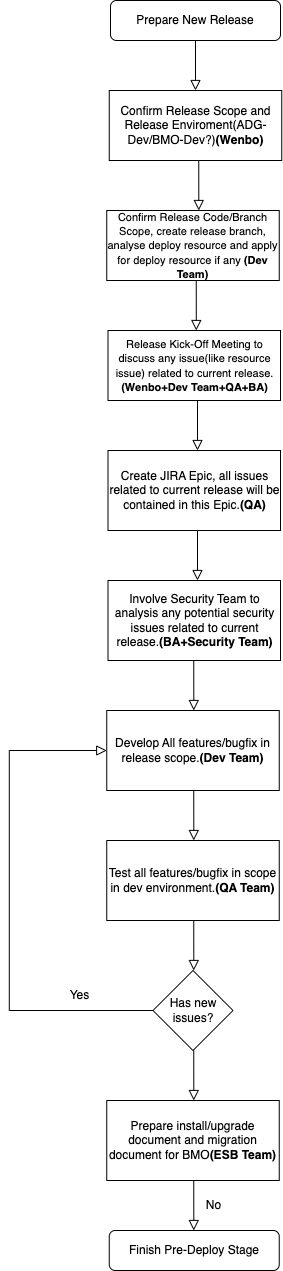 Prepare New Release
Confirm Release Scope and
Release Enviroment(ADG-
Dev/BMO-Dev?)(Wenbo)
Confirm Release Code/Branch
Scope, create release branch,
analyse deploy resource and apply
for deploy resource if any (Dev
Team)
Release Kick-Off Meeting to
discuss any issue(like resource
issue) related to current release.
(Wenbo+Dev Team+QA+BA)
Create JIRA Epic, all issues
related to current release will be
contained in this Epic.(QA)
Involve Security Team to
analysis any potential security
issues related to current
release.(BA+Security Team)
Develop All features/bugfix in
release scope.(Dev Team)
Test all features/bugfix in scope
in dev environment.(QA Team)
Yes
Has new
issues?
Prepare install/upgrade
document and migration
document for BMO(ESB Team)
No
Finish Pre-Deploy Stage